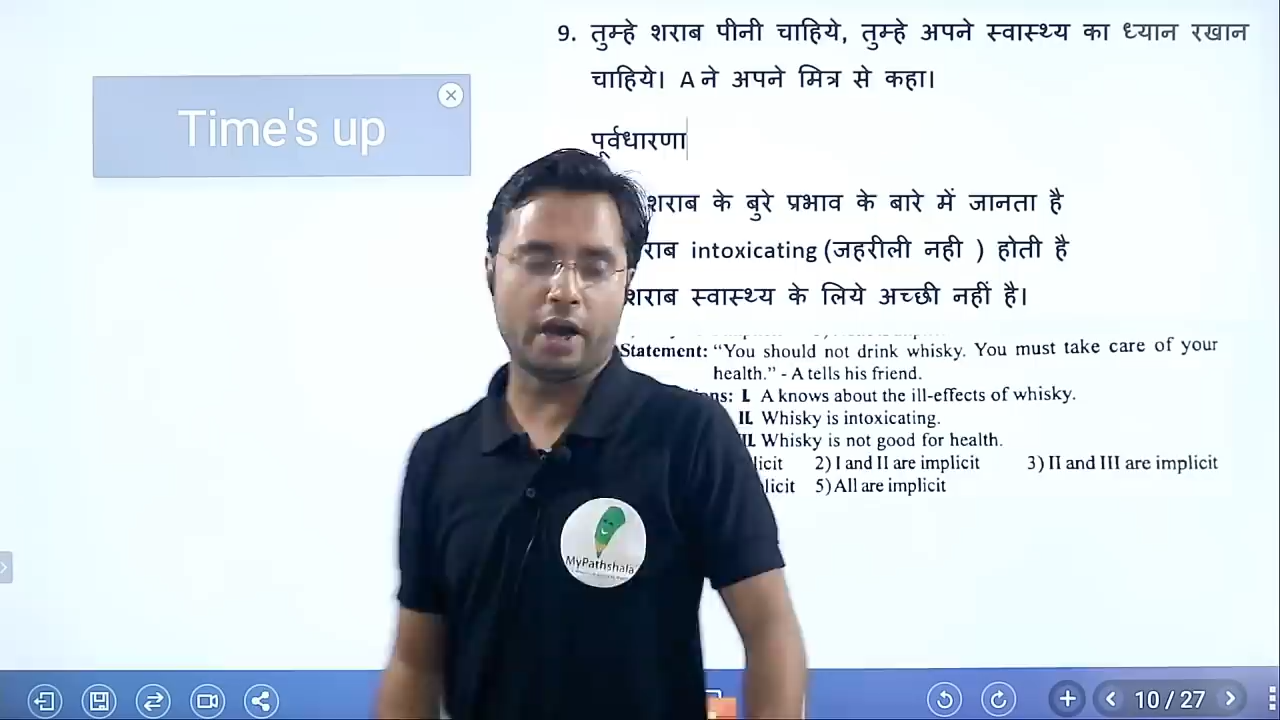 9. तुम्हे शराब पीनी चाहिये, तुम्हे अपने स्वास्थ्य का ध्यान रखान
चाहिये। A ने अपने मित्र से कहा।
Time's up
पूर्वधारणा
शराब के बुरे प्रभाव के बारे में जानता है
intoxicating (जहरीली नही ) होती है
शराब स्वास्थ्य के लिये अच्छी नहीं है।
Statement: “You should not drink whisky. You must take care of your
health.” - A tells his friend.
I. A knows about the ill-effects of whisky.
II. Whisky is intoxicating.
Whisky is not good for health.
2) I and II are implicit 3) II and III are implicit
5) All are implicit
MyPathshala
10 / 27